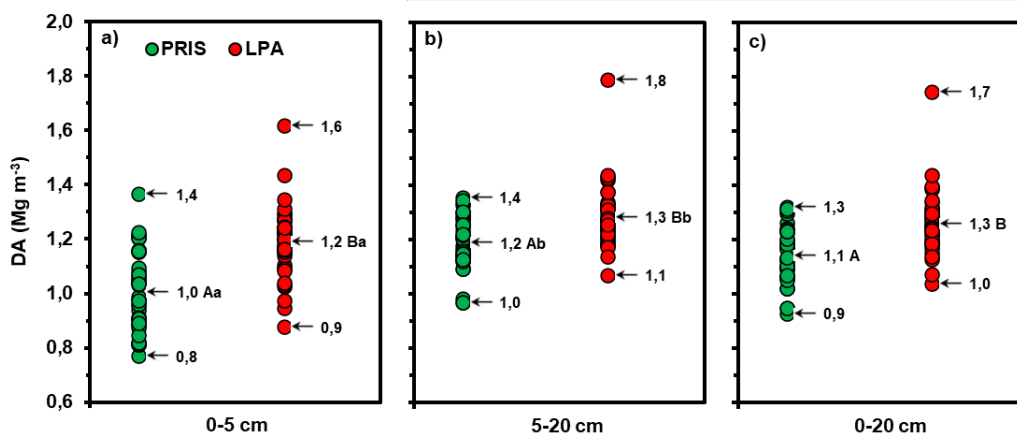 a)
PRIS LPA
b)
c)
DA (Mg m-³)
2,0
1,8
1,6
1,4
1,2
1,0
0,8
0,6
1,4
1,0 Aa
0,8
1,6
1,2 Ba
0,9
0-5 cm
1,4
1,2 Ab
1,0
1,8
1,3 Bb
1,1
5-20 cm
1,3
1,1 A
0,9
1,7
1,3 B
1,0
0-20 cm